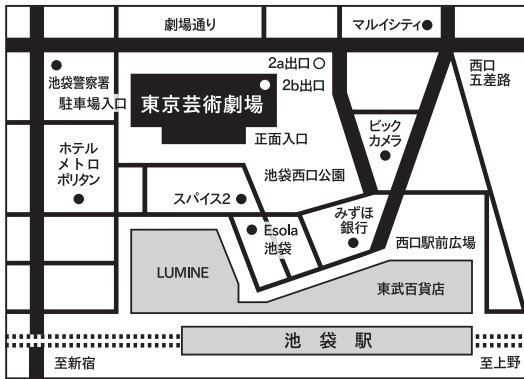 劇場通り
マルイシティ
2a出口
西口
五差路
池袋警察署
2b出口
駐車場入口
東京芸術劇場
正面入口
ビック
カメラ
ホテル
メトロ
ポリタン
池袋西口公園
スパイス2
みずほ
銀行
Esola
池袋
西口駅前広場
LUMINE
東武百貨店
池袋駅
至新宿
至上野